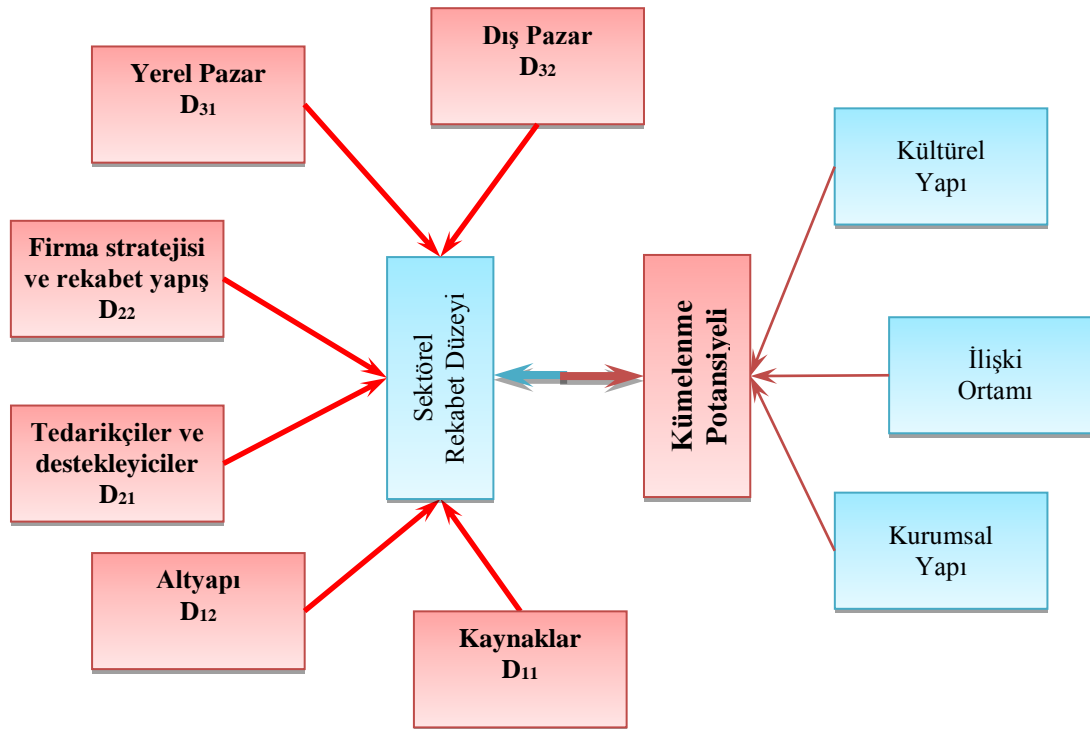 Yerel Pazar
D31
Dış Pazar
D32
Firma stratejisi
ve rekabet yapış
D22
Tedarikçiler ve
destekleyiciler
D21
Altyapı
D12
Kaynaklar
D11
Sektörel
Rekabet Düzeyi
Kümelenme
Potansiyeli
Kültürel
Yapı
İlişki
Ortamı
Kurumsal
Yapı